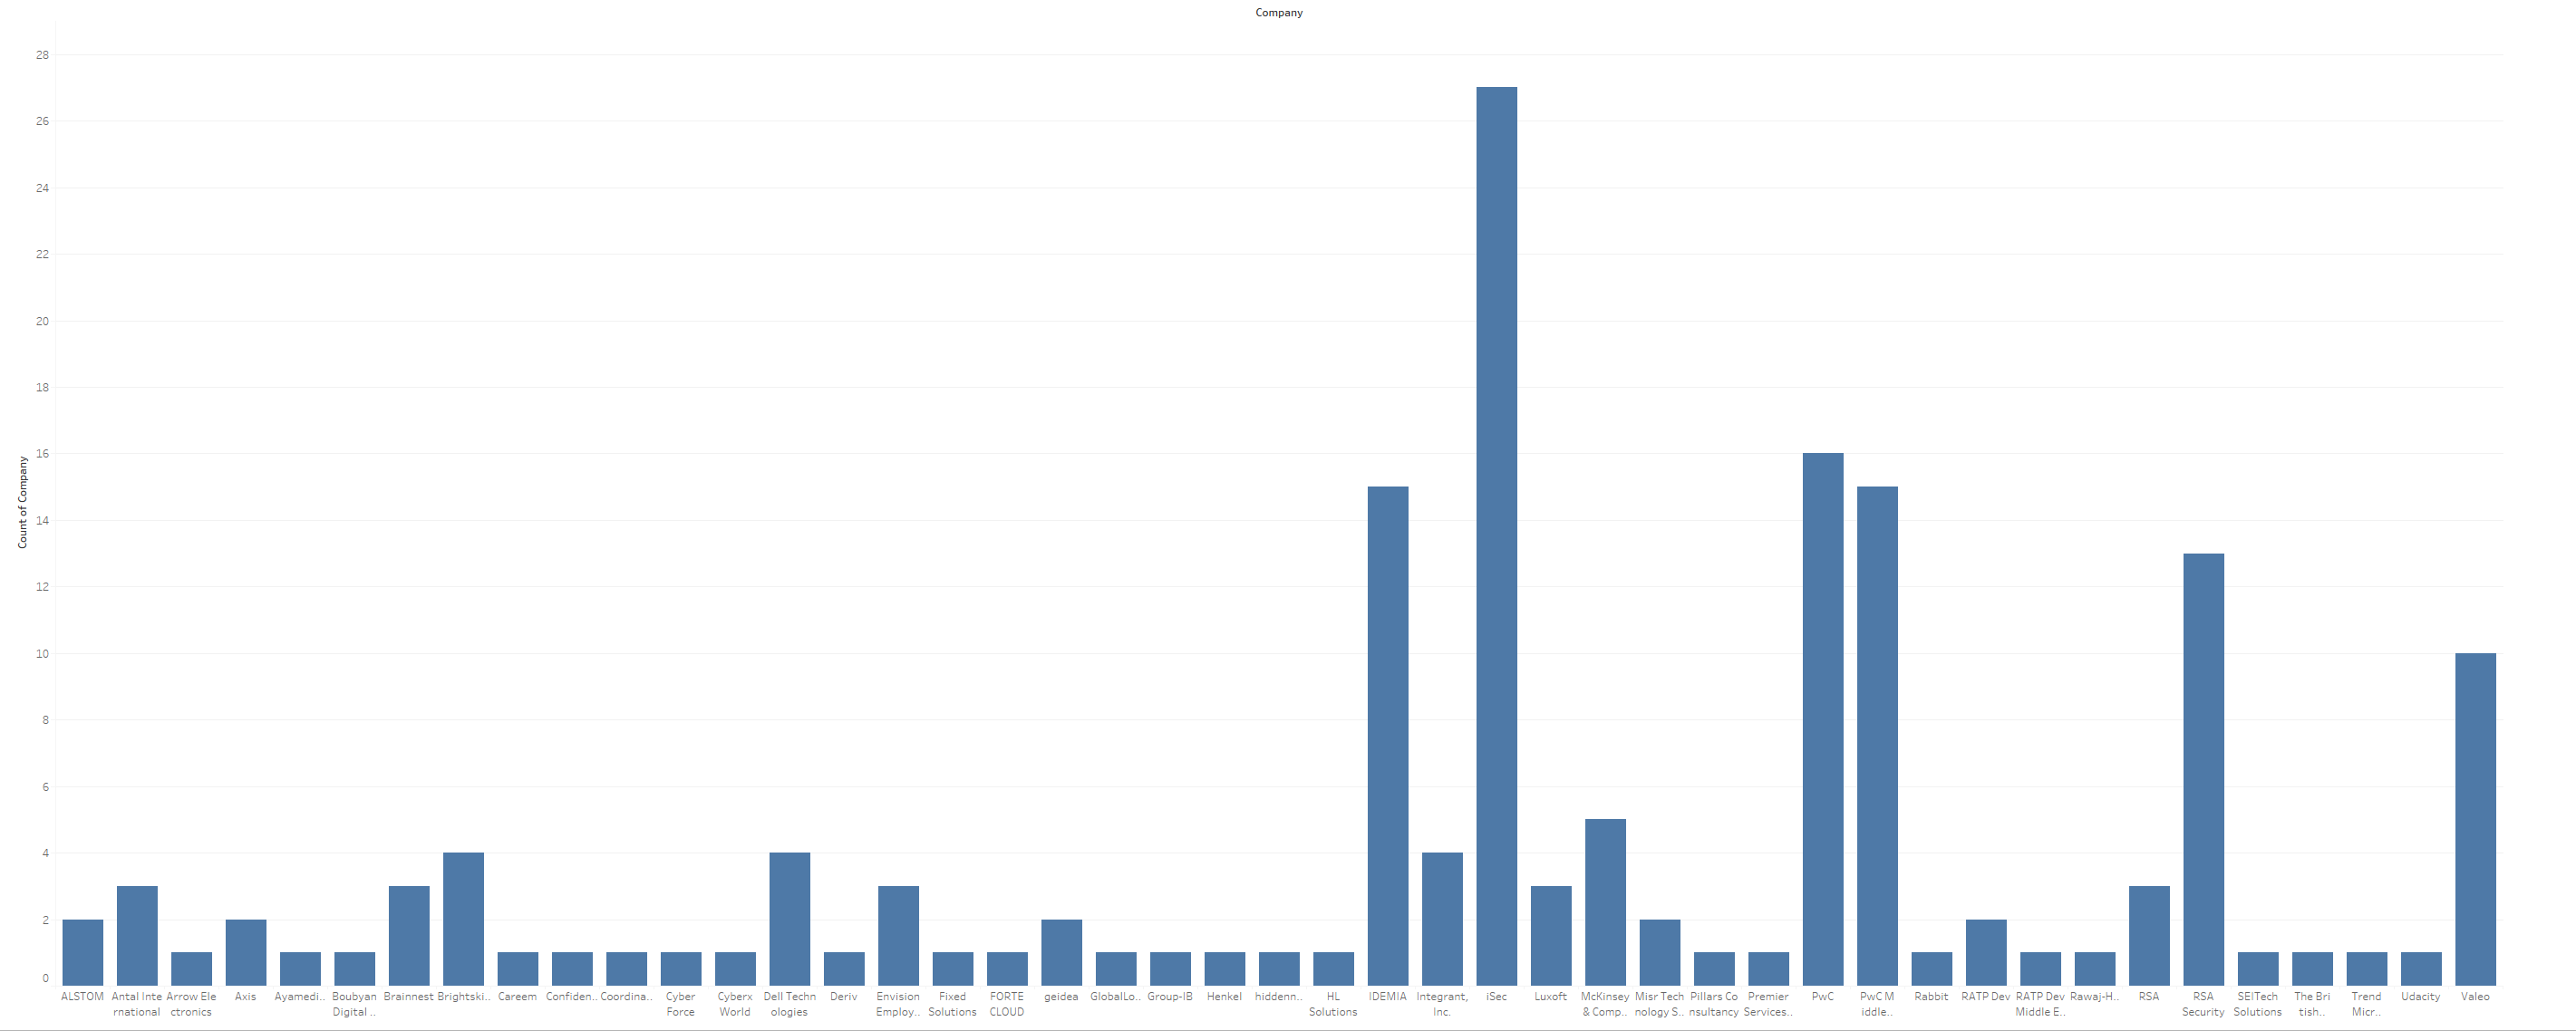 Company
28
26
24
22
20
18
16
14
12
10
8
6
4
2
0
Count of Company
ALSTOM
Antal Inte
rnational
Arrow Ele
ctronics
Axis
Ayamedi..
Boubyan
Digital ..
Brainnest
Brightski..
Careem
Confiden..
Coordina..
Cyber
Force
Cyberx
World
Dell Techn
ologies
Deriv
Envision
Employ..
Fixed
Solutions
FORTE
CLOUD
geidea
GlobalLo..
Group-IB
Henkel
hiddenn..
HL
Solutions
IDEMIA
Integrant,
Inc.
iSec
Luxoft
McKinsey
& Comp..
Misr Tech
nology S..
Pillars Co
nsultancy
Premier
Services..
PwC
PwC M
iddle..
Rabbit
RATP Dev
RATP Dev
Middle E..
Rawaj-H..
RSA
RSA
Security
SEITech
Solutions
The Bri
tish..
Trend
Micr..
Udacity
Valeo